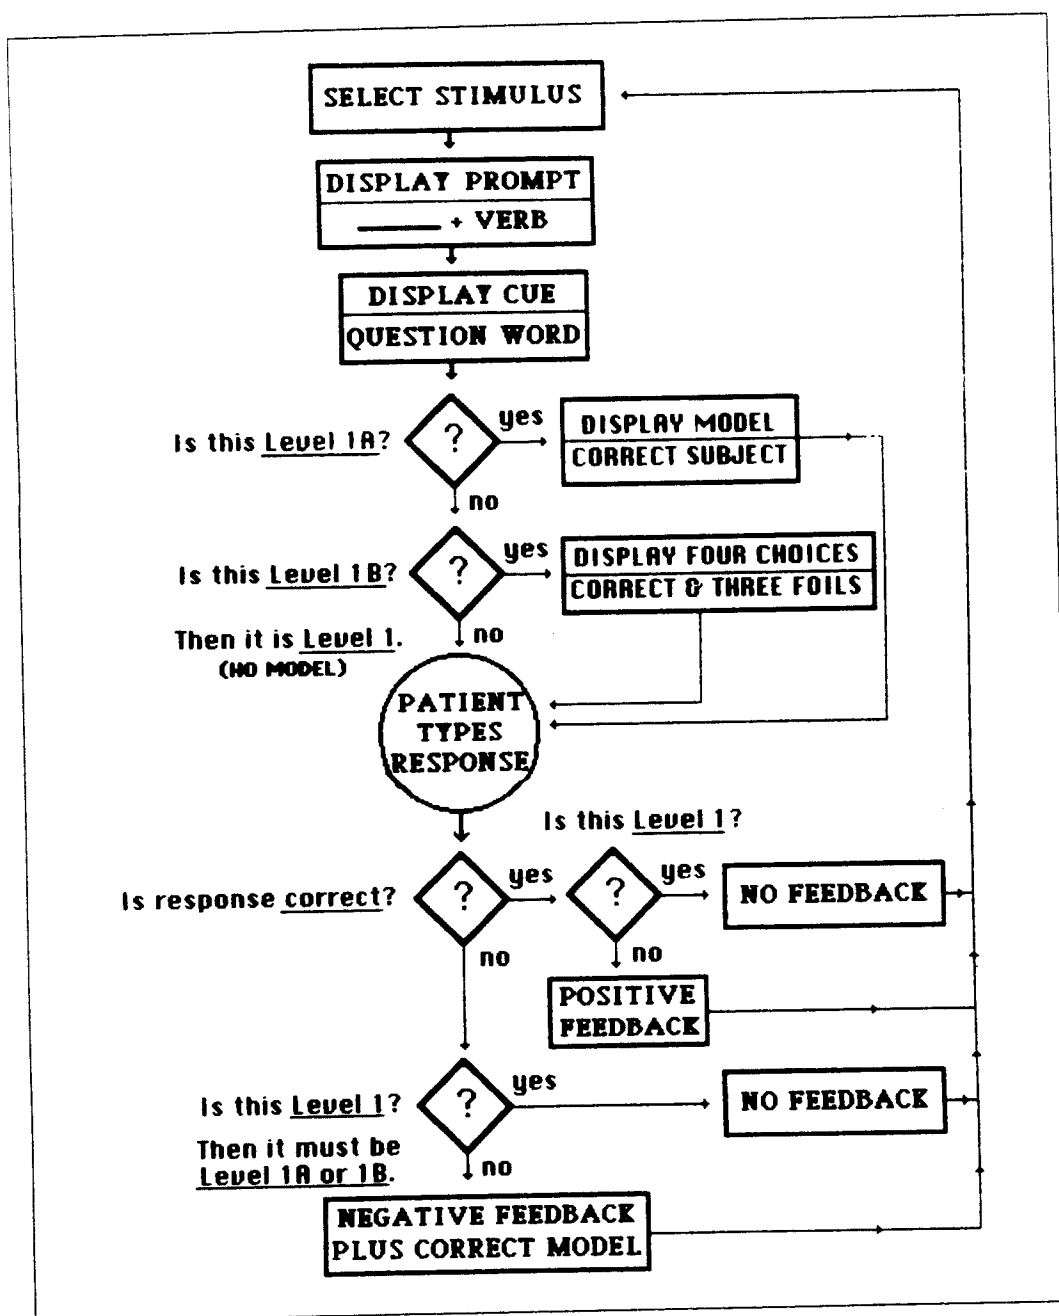 SELECT STIMULUS
DISPLAY PROMPT
______ + VERB
DISPLAY CUE
QUESTION WORD
Is this Level 1A?
?
yes
DISPLAY MODEL
CORRECT SUBJECT
no
Is this Level 1B?
?
yes
DISPLAY FOUR CHOICES
CORRECT & THREE FOILS
no
Then it is Level 1.
(NO MODEL)
PATIENT
TYPES
RESPONSE
Is response correct?
?
yes
Is this Level 1?
?
yes
NO FEEDBACK
no
POSITIVE
FEEDBACK
no
Is this Level 1?
?
yes
NO FEEDBACK
Then it must be
Level 1A or 1B.
no
NEGATIVE FEEDBACK
PLUS CORRECT MODEL